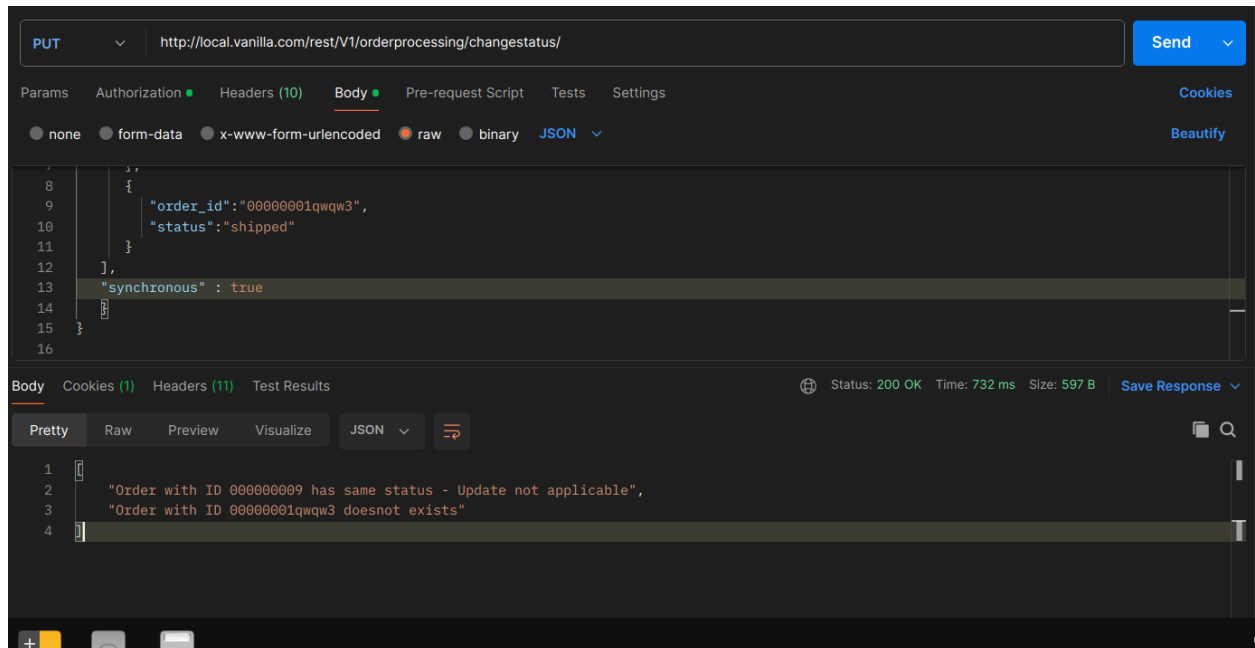 PUT http://local.vanilla.com/rest/V1/orderprocessing/changestatus/ Send
Params Authorization Headers (10) Body Pre-request Script Tests Settings Cookies
none form-data x-www-form-urlencoded raw binary JSON Beautify
8 {
9 "order_id":"00000001qwqw3",
10 "status":"shipped"
11 }
12 ],
13 "synchronous" : true
14 }
15 }
16
Body Cookies (1) Headers (11) Test Results Status: 200 OK Time: 732 ms Size: 597 B Save Response
Pretty Raw Preview Visualize JSON
1 [
2 "Order with ID 000000009 has same status - Update not applicable",
3 "Order with ID 00000001qwqw3 doesnot exists"
4 ]